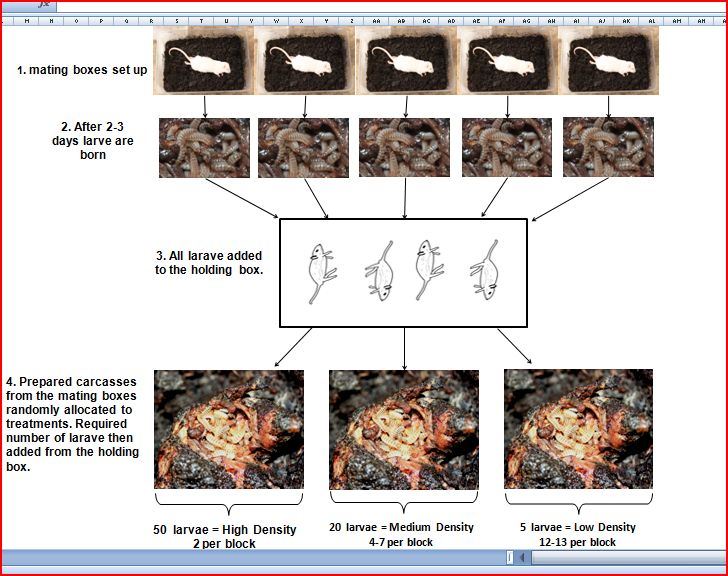 fx
M N O P Q R S T U V W X Y Z AA AB AC AD AE AF AG AH AI AJ AK AL AM AN AO
1. mating boxes set up
2. After 2-3
days larve are
born
3. All larave added
to the holding box.
4. Prepared carcasses
from the mating boxes
randomly allocated to
treatments. Required
number of larave then
added from the holding
box.
50 larvae = High Density
2 per block
20 larvae = Medium Density
4-7 per block
5 larvae = Low Density
12-13 per block